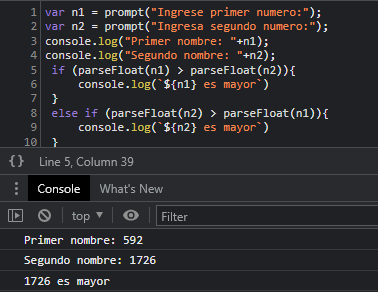 1 var n1 = prompt("Ingrese primer numero:");
2 var n2 = prompt("Ingresa segundo numero:");
3 console.log("Primer nombre: "+n1);
4 console.log("Segundo nombre: "+n2);
5 if (parseFloat(n1) > parseFloat(n2)){
6 console.log(`${n1} es mayor`)
7 }
8 else if (parseFloat(n2) > parseFloat(n1)){
9 console.log(`${n2} es mayor`)
10 }
{} Line 5, Column 39
Console What's New
top Filter
Primer nombre: 592
Segundo nombre: 1726
1726 es mayor